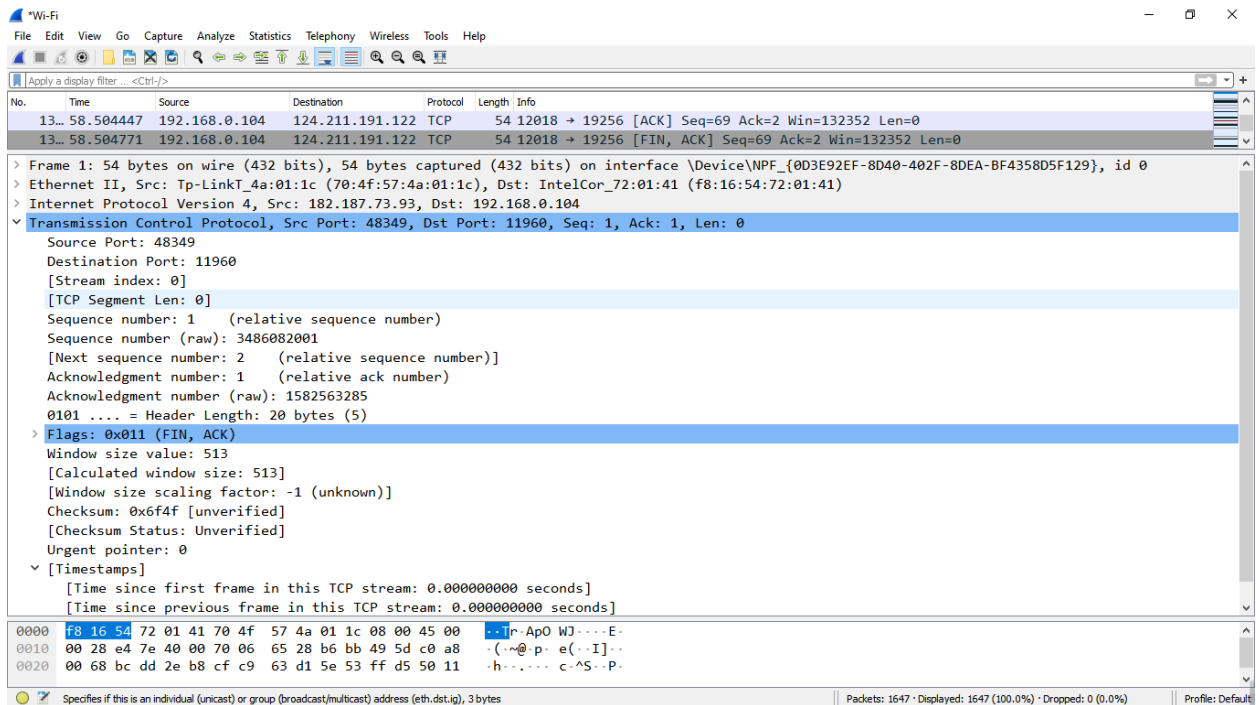 *Wi-Fi
File Edit View Go Capture Analyze Statistics Telephony Wireless Tools Help
Apply a display filter ... <Ctrl-/>
No. Time Source Destination Protocol Length Info
13… 58.504447 192.168.0.104 124.211.191.122 TCP 54 12018 → 19256 [ACK] Seq=69 Ack=2 Win=132352 Len=0
13… 58.504771 192.168.0.104 124.211.191.122 TCP 54 12018 → 19256 [FIN, ACK] Seq=69 Ack=2 Win=132352 Len=0
Frame 1: 54 bytes on wire (432 bits), 54 bytes captured (432 bits) on interface \Device\NPF_{0D3E92EF-8D40-402F-8DEA-BF4358D5F129}, id 0
Ethernet II, Src: Tp-LinkT_4a:01:1c (70:4f:57:4a:01:1c), Dst: IntelCor_72:01:41 (f8:16:54:72:01:41)
Internet Protocol Version 4, Src: 182.187.73.93, Dst: 192.168.0.104
Transmission Control Protocol, Src Port: 48349, Dst Port: 11960, Seq: 1, Ack: 1, Len: 0
Source Port: 48349
Destination Port: 11960
[Stream index: 0]
[TCP Segment Len: 0]
Sequence number: 1 (relative sequence number)
Sequence number (raw): 3486082001
[Next sequence number: 2 (relative sequence number)]
Acknowledgment number: 1 (relative ack number)
Acknowledgment number (raw): 1582563285
0101 .... = Header Length: 20 bytes (5)
Flags: 0x011 (FIN, ACK)
Window size value: 513
[Calculated window size: 513]
[Window size scaling factor: -1 (unknown)]
Checksum: 0x6f4f [unverified]
[Checksum Status: Unverified]
Urgent pointer: 0
[Timestamps]
[Time since first frame in this TCP stream: 0.000000000 seconds]
[Time since previous frame in this TCP stream: 0.000000000 seconds]
0000 f8 16 54 72 01 41 70 4f 57 4a 01 1c 08 00 45 00 ··Tr·ApO WJ····E·
0010 00 28 e4 7e 40 00 70 06 65 28 b6 bb 49 5d c0 a8 ·(·~@·p· e(··I]··
0020 00 68 bc dd 2e b8 cf c9 63 d1 5e 53 ff d5 50 11 ·h··.··· c·^S··P·
Specifies if this is an individual (unicast) or group (broadcast/multicast) address (eth.dst.ig), 3 bytes Packets: 1647 · Displayed: 1647 (100.0%) · Dropped: 0 (0.0%) Profile: Default